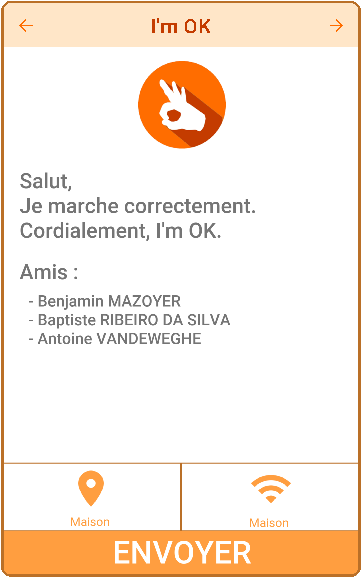 I'm OK
Salut,
Je marche correctement.
Cordialement, I'm OK.
Amis :
- Benjamin MAZOYER
- Baptiste RIBEIRO DA SILVA
- Antoine VANDEWEGHE
Maison
Maison
ENVOYER